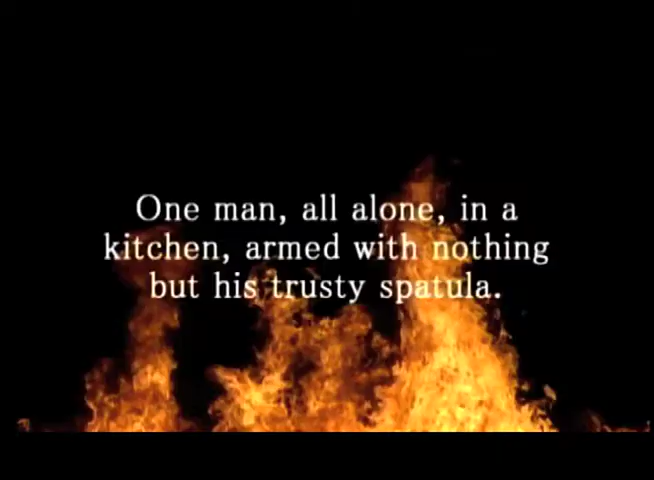 One man, all alone, in a
kitchen, armed with nothing
but his trusty spatula.